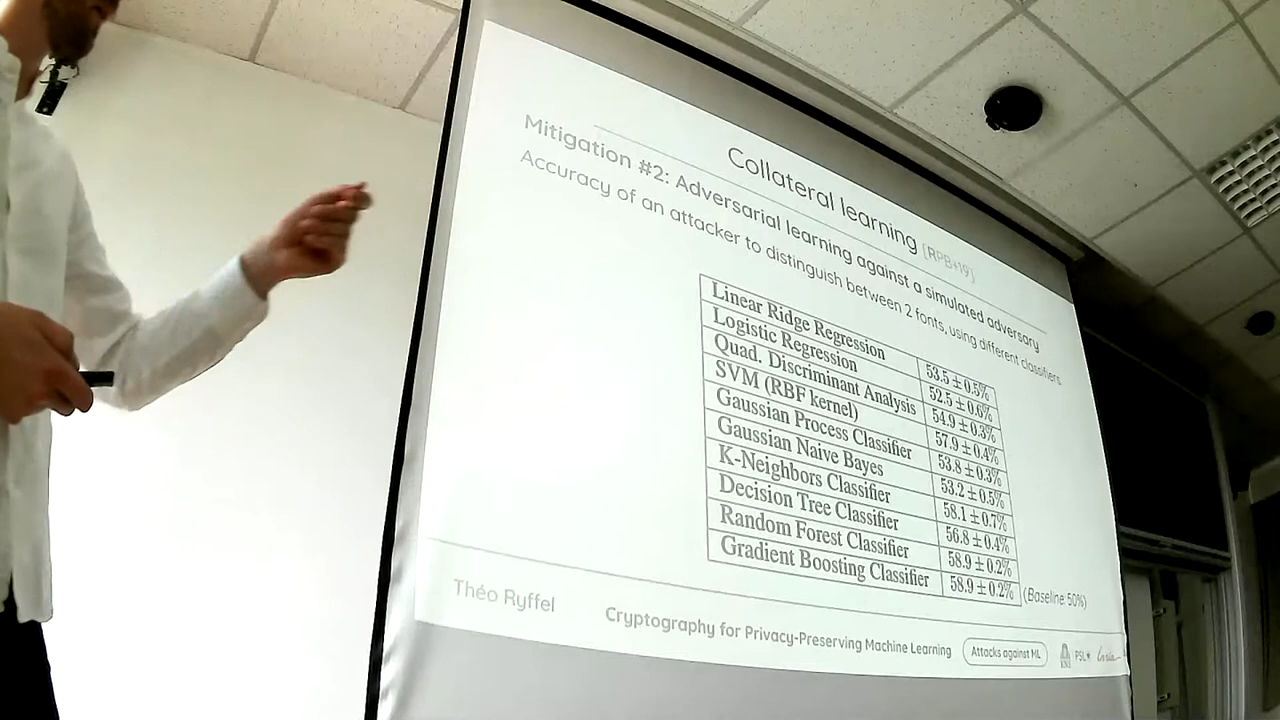 Collateral learning [RPB+19]
Mitigation #2: Adversarial learning against a simulated adversary
Accuracy of an attacker to distinguish between 2 fonts, using different classifiers
Linear Ridge Regression 53.5 ± 0.5%
Logistic Regression 52.5 ± 0.6%
Quad. Discriminant Analysis 54.9 ± 0.3%
SVM (RBF kernel) 57.9 ± 0.4%
Gaussian Process Classifier 53.8 ± 0.3%
Gaussian Naive Bayes 53.2 ± 0.5%
K-Neighbors Classifier 58.1 ± 0.7%
Decision Tree Classifier 56.8 ± 0.4%
Random Forest Classifier 58.9 ± 0.2%
Gradient Boosting Classifier 58.9 ± 0.2%
(Baseline 50%)
Théo Ryffel
Cryptography for Privacy-Preserving Machine Learning
Attacks against ML
PSL